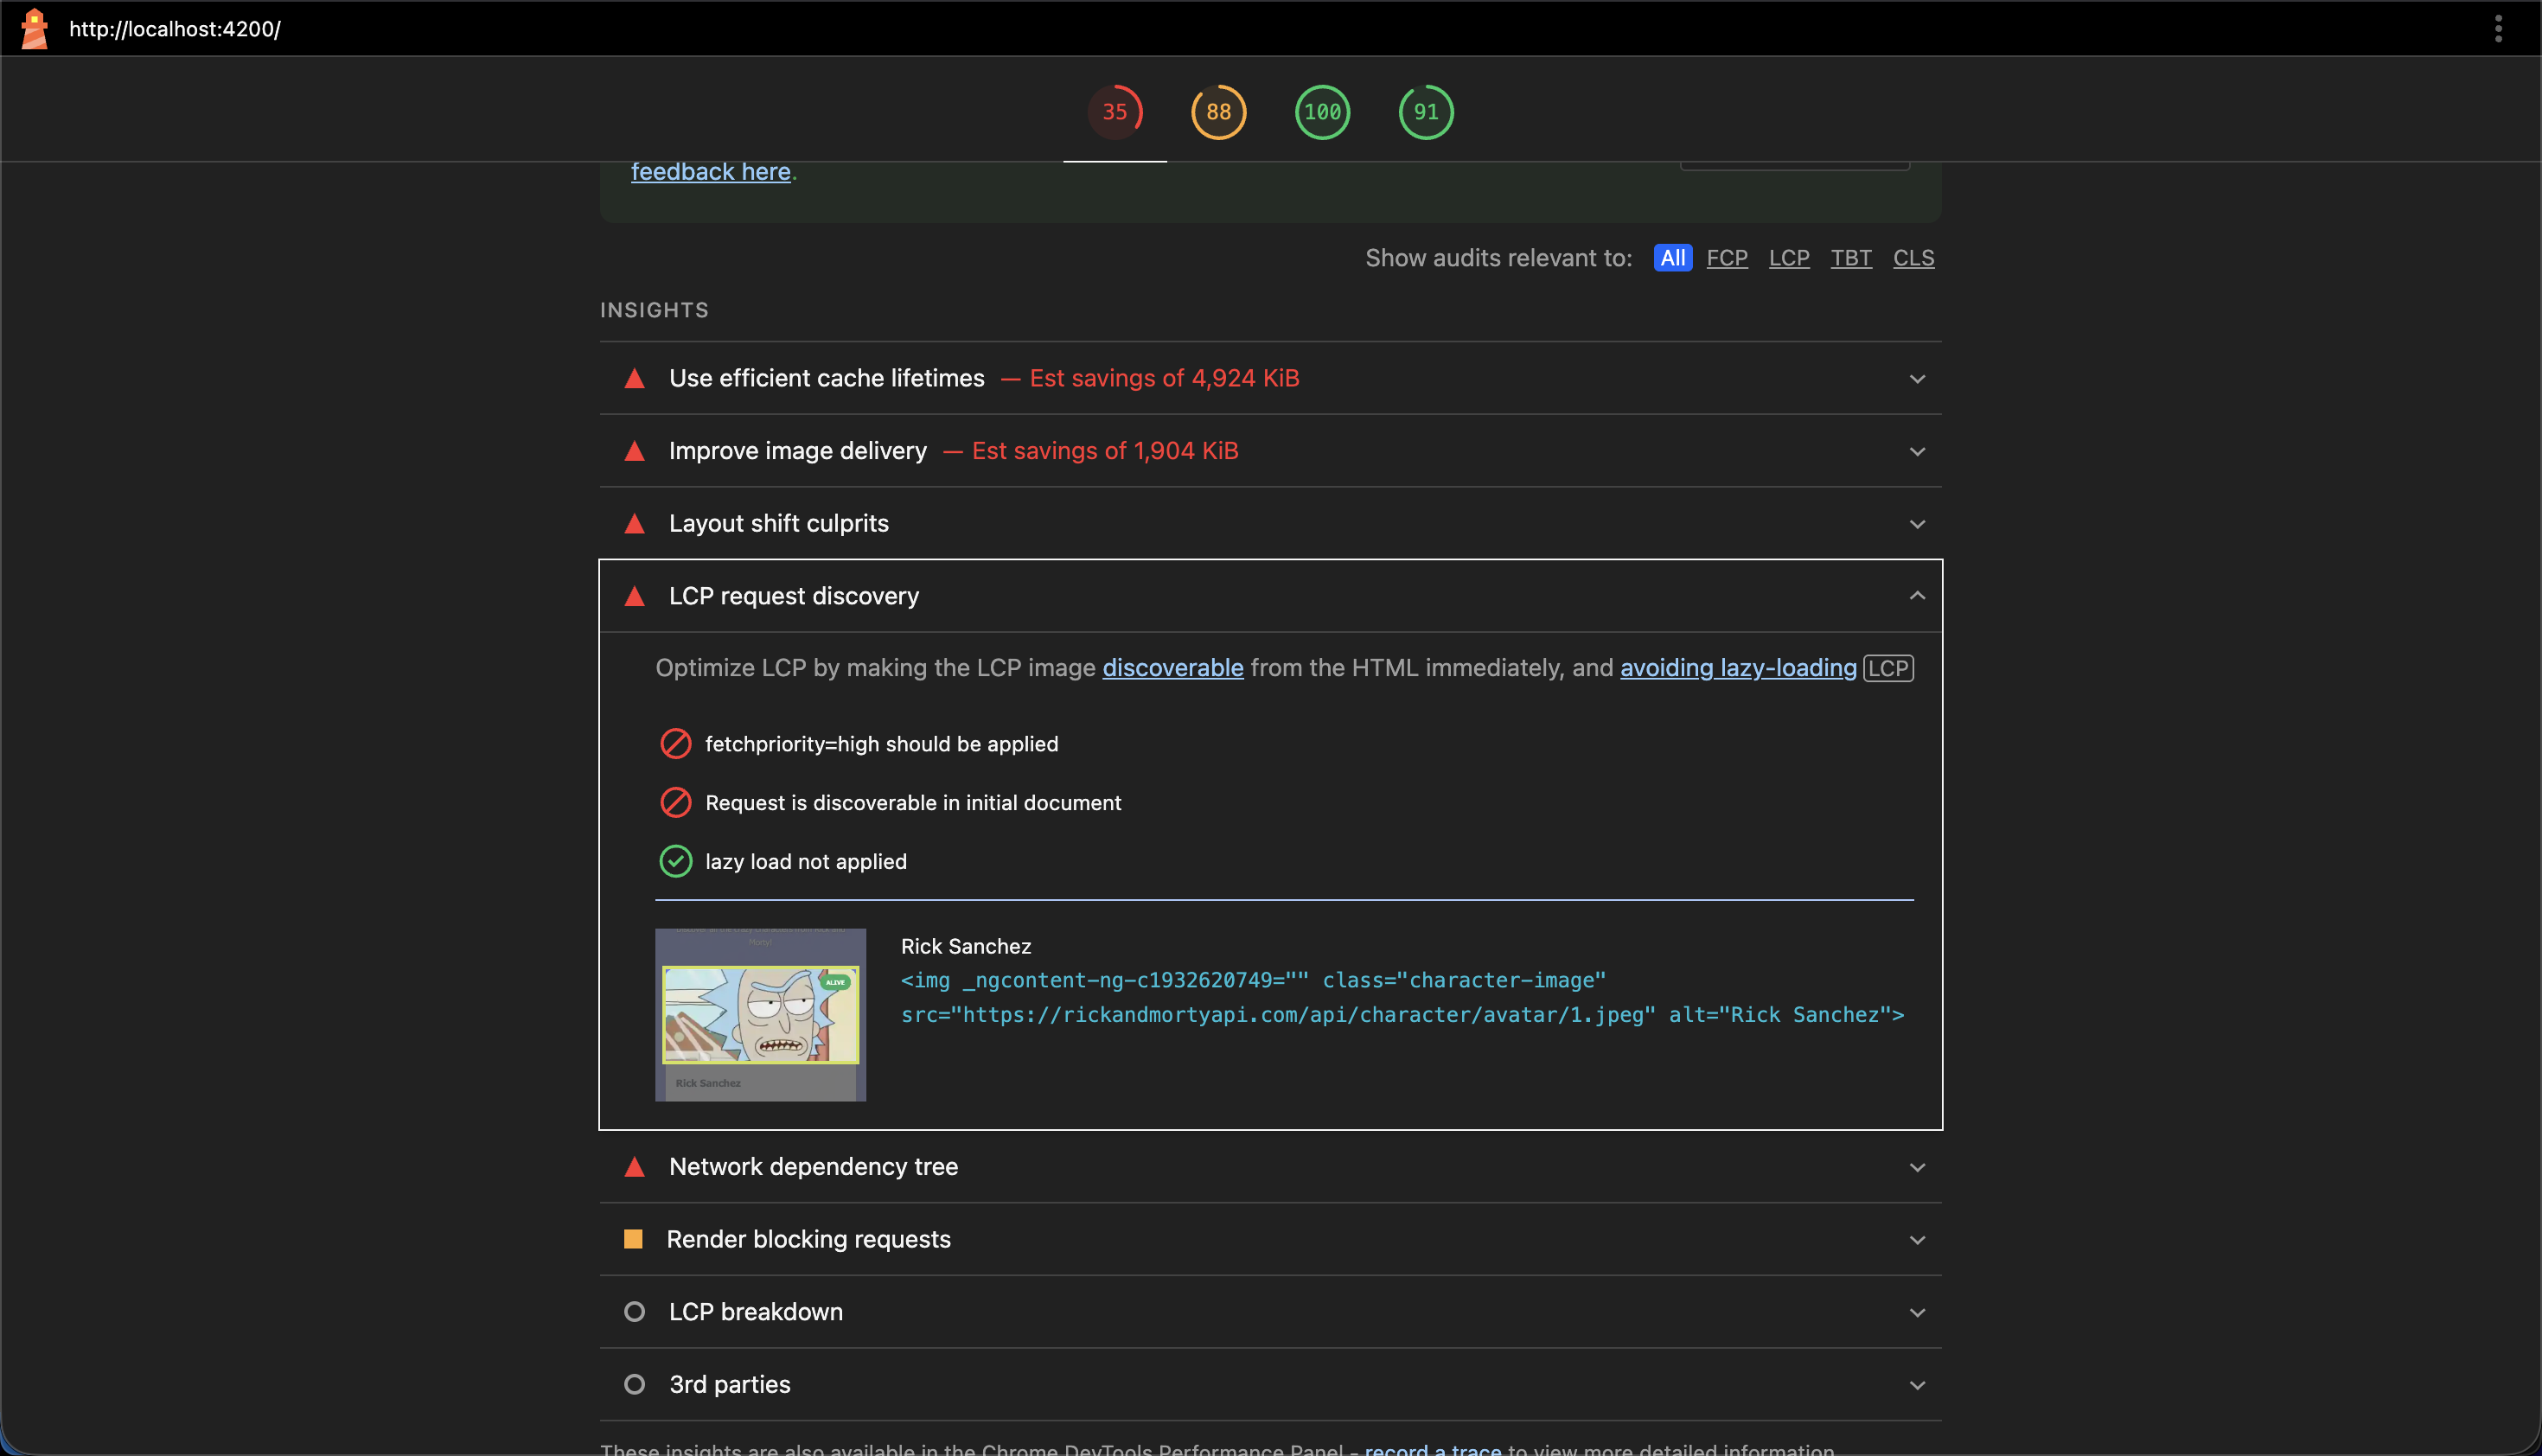 http://localhost:4200/
35 88 100 91
feedback here.
Show audits relevant to: All FCP LCP TBT CLS
INSIGHTS
Use efficient cache lifetimes — Est savings of 4,924 KiB
Improve image delivery — Est savings of 1,904 KiB
Layout shift culprits
LCP request discovery
Optimize LCP by making the LCP image discoverable from the HTML immediately, and avoiding lazy-loading LCP
fetchpriority=high should be applied
Request is discoverable in initial document
lazy load not applied
Morty!
ALIVE
Rick Sanchez
Rick Sanchez
<img _ngcontent-ng-c1932620749="" class="character-image"
src="https://rickandmortyapi.com/api/character/avatar/1.jpeg" alt="Rick Sanchez">
Network dependency tree
Render blocking requests
LCP breakdown
3rd parties
These insights are also available in the Chrome DevTools Performance Panel - record a trace to view more detailed information.